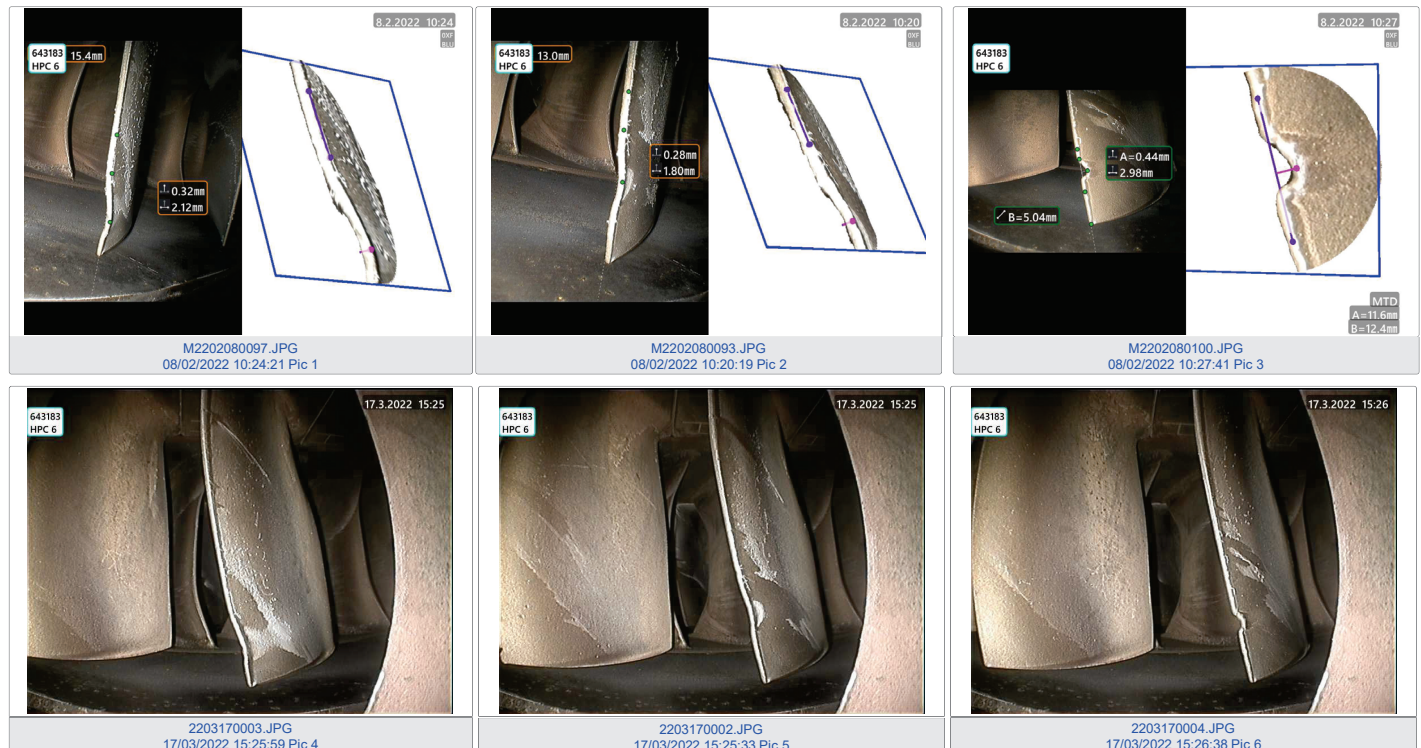 8.2.2022 10:24
0XF
BLU
643183
HPC 6
15.4mm
0.32mm
2.12mm
M2202080097.JPG
08/02/2022 10:24:21 Pic 1
8.2.2022 10:20
0XF
BLU
643183
HPC 6
13.0mm
0.28mm
1.80mm
M2202080093.JPG
08/02/2022 10:20:19 Pic 2
8.2.2022 10:27
0XF
BLU
643183
HPC 6
A=0.44mm
2.98mm
B=5.04mm
MTD
A=11.6mm
B=12.4mm
M2202080100.JPG
08/02/2022 10:27:41 Pic 3
17.3.2022 15:25
643183
HPC 6
2203170003.JPG
17/03/2022 15:25:59 Pic 4
17.3.2022 15:25
643183
HPC 6
2203170002.JPG
17/03/2022 15:25:33 Pic 5
17.3.2022 15:26
643183
HPC 6
2203170004.JPG
17/03/2022 15:26:38 Pic 6